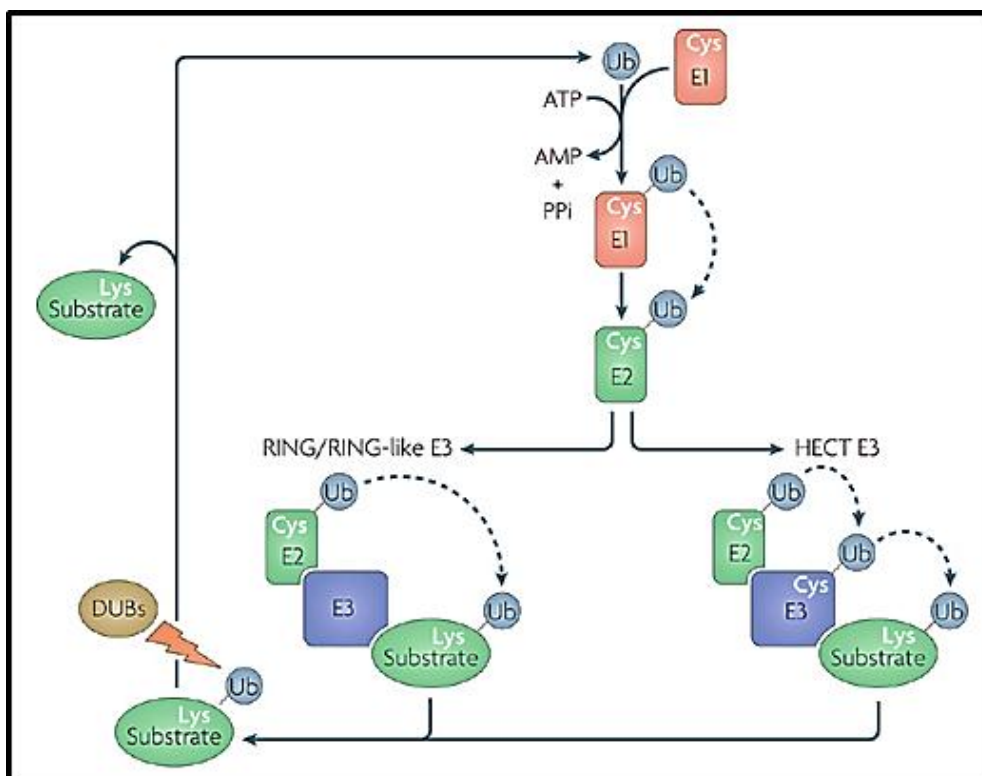 Ub
Cys
E1
ATP
AMP
+
PPi
Ub
Cys
E1
Lys
Substrate
Ub
Cys
E2
RING/RING-like E3
HECT E3
Ub
Cys
E2
E3
Ub
Lys
Substrate
Ub
Cys
E2
Ub
Cys
E3
Ub
Lys
Substrate
DUBs
Ub
Lys
Substrate